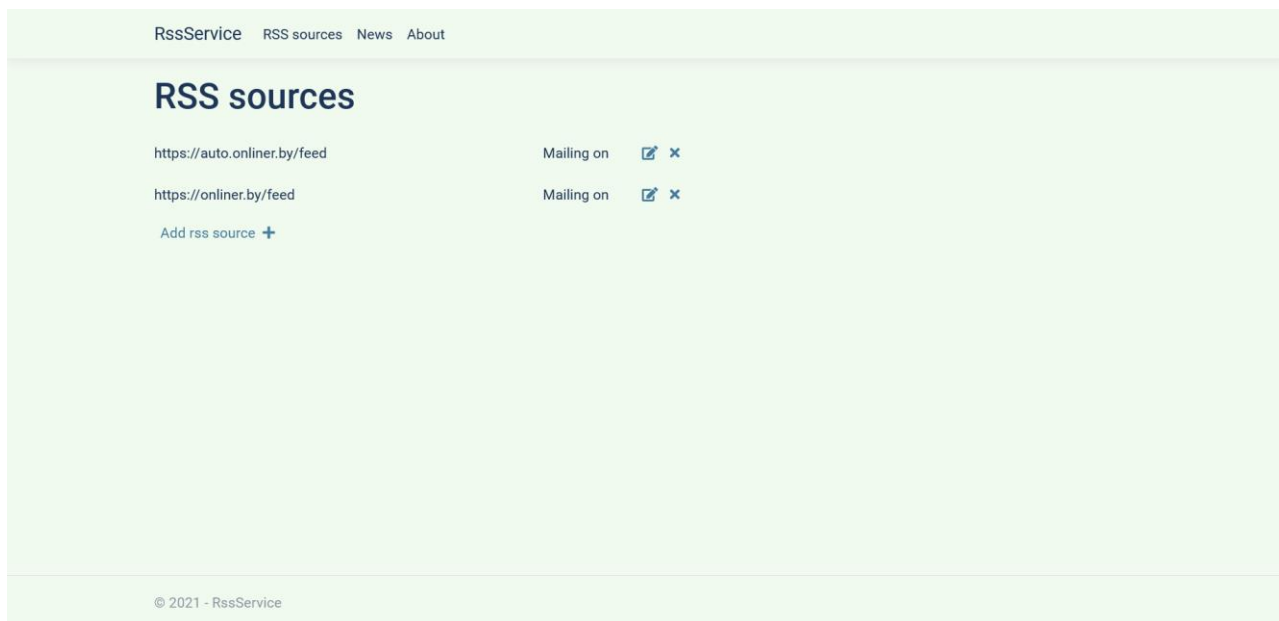 RssService RSS sources News About
RSS sources
https://auto.onliner.by/feed Mailing on
https://onliner.by/feed Mailing on
Add rss source
© 2021 - RssService